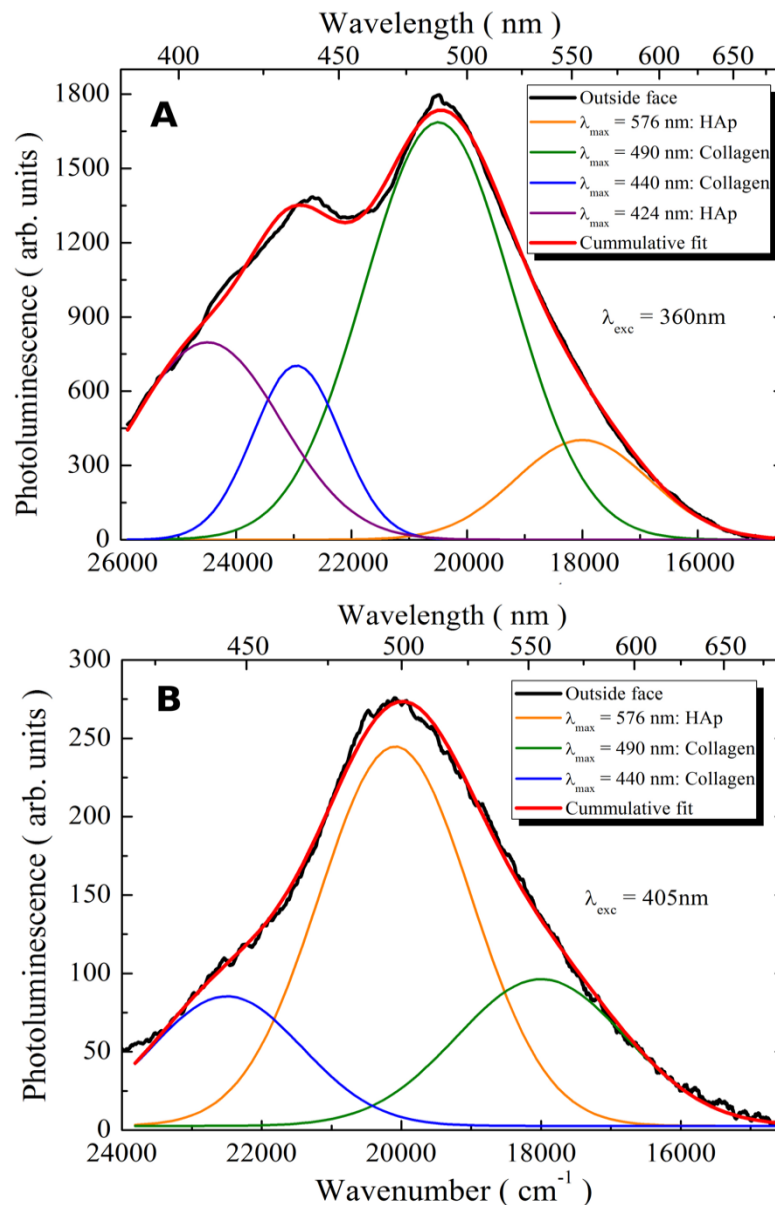 Wavelength ( nm )
400 450 500 550 600 650
A
Outside face
λmax = 576 nm: HAp
λmax = 490 nm: Collagen
λmax = 440 nm: Collagen
λmax = 424 nm: HAp
Cummulative fit
λexc = 360nm
Photoluminescence ( arb. units )
1800
1500
1200
900
600
300
0
26000 24000 22000 20000 18000 16000
Wavelength ( nm )
450 500 550 600 650
B
Outside face
λmax = 576 nm: HAp
λmax = 490 nm: Collagen
λmax = 440 nm: Collagen
Cummulative fit
λexc = 405nm
Photoluminescence ( arb. units )
300
250
200
150
100
50
0
24000 22000 20000 18000 16000
Wavenumber ( cm⁻¹ )